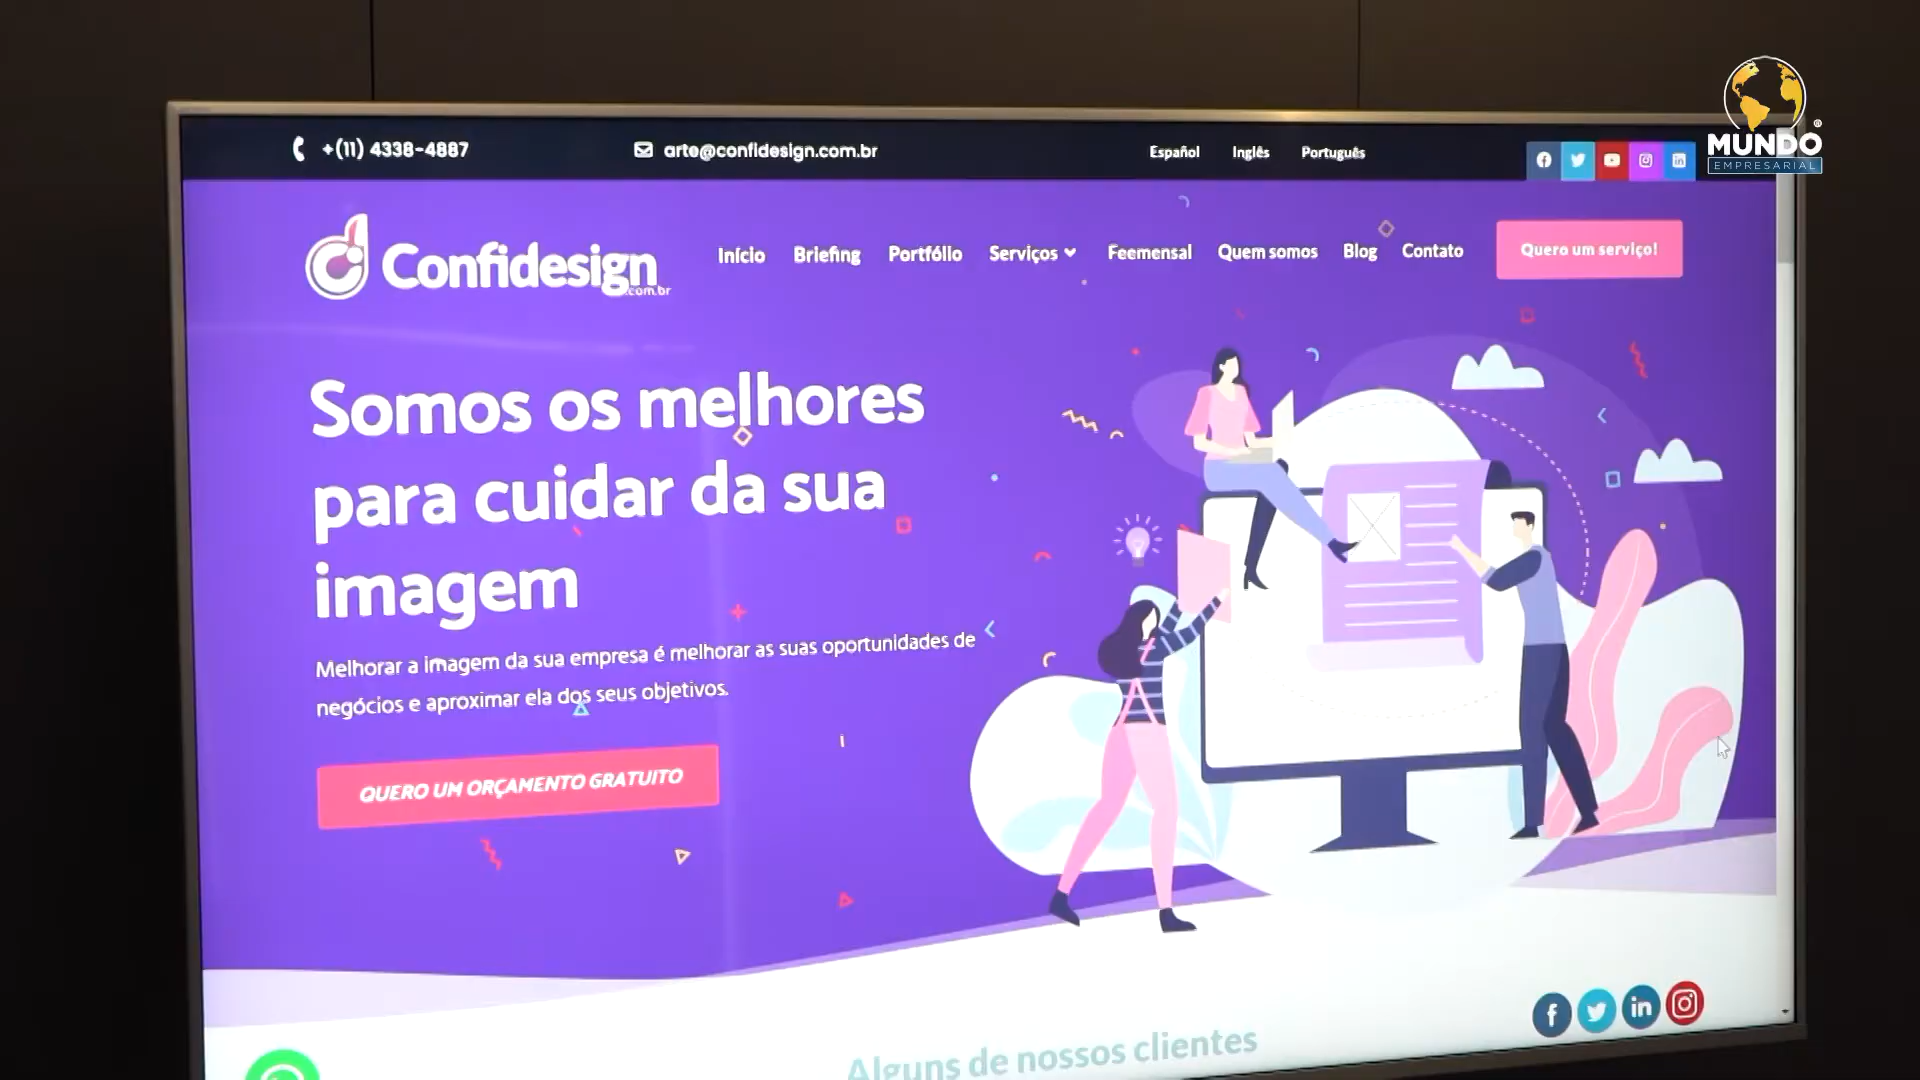 +(11) 4338-4887
arte@confidesign.com.br
Español Inglês Português
MUNDO
EMPRESARIAL
Confidesign
.com.br
Início Briefing Portfólio Serviços Feemensal Quem somos Blog Contato
Quero um serviço!
Somos os melhores
para cuidar da sua
imagem
Melhorar a imagem da sua empresa é melhorar as suas oportunidades de
negócios e aproximar ela dos seus objetivos.
QUERO UM ORÇAMENTO GRATUITO
Alguns de nossos clientes